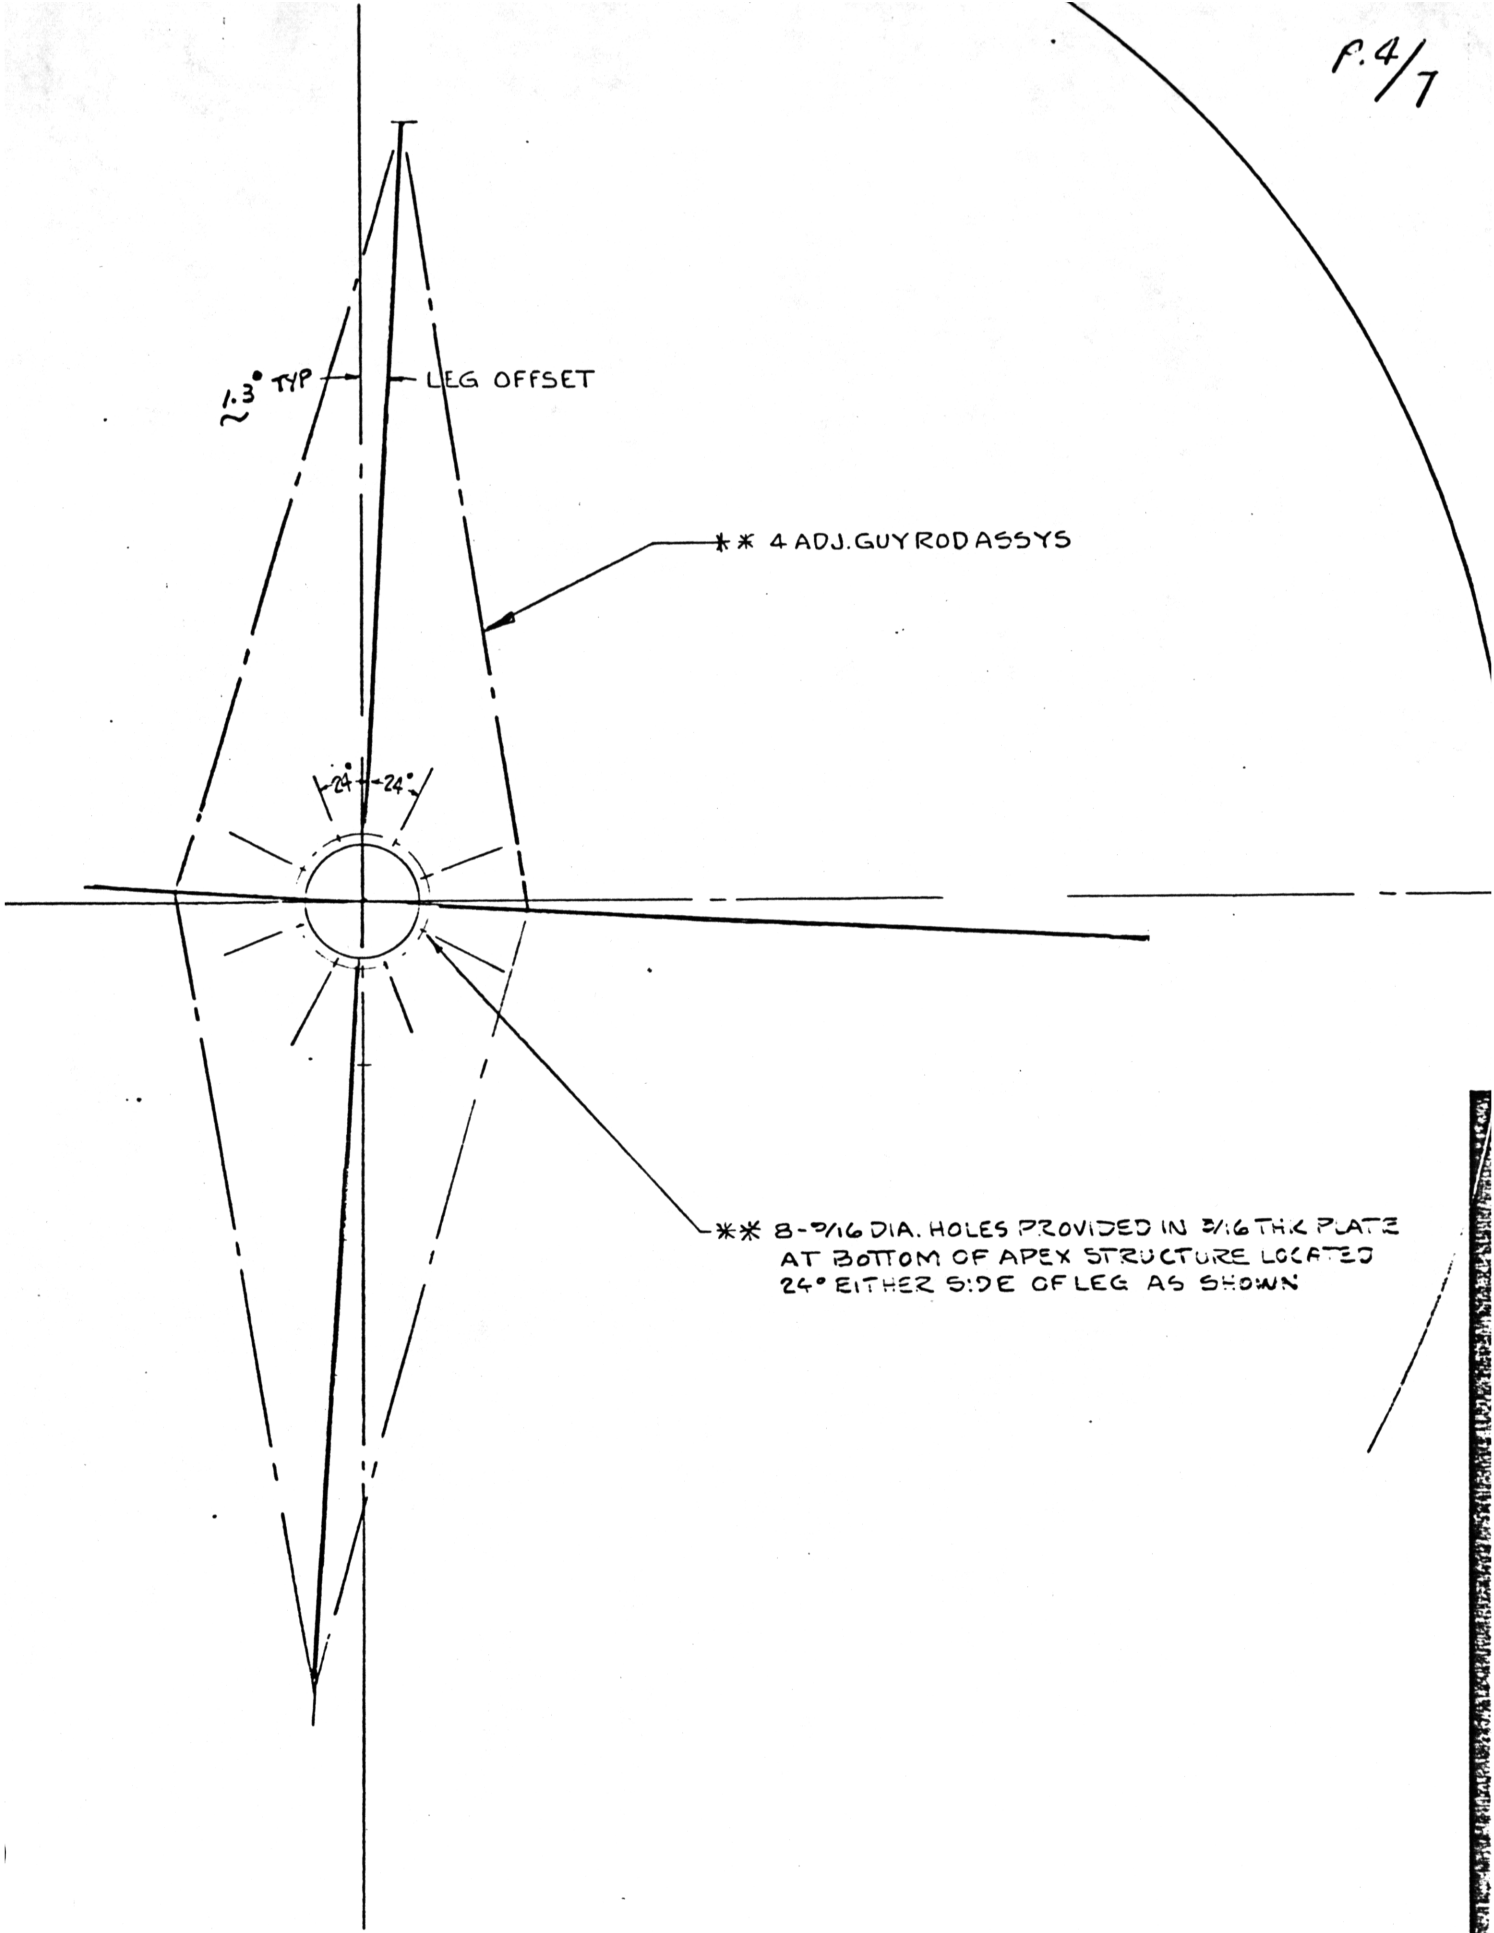 P.4/7
1.3° TYP
LEG OFFSET
** 4 ADJ. GUY ROD ASSYS
24° 24°
** 8-9/16 DIA. HOLES PROVIDED IN 3/16 THK PLATE
AT BOTTOM OF APEX STRUCTURE LOCATED
24° EITHER SIDE OF LEG AS SHOWN